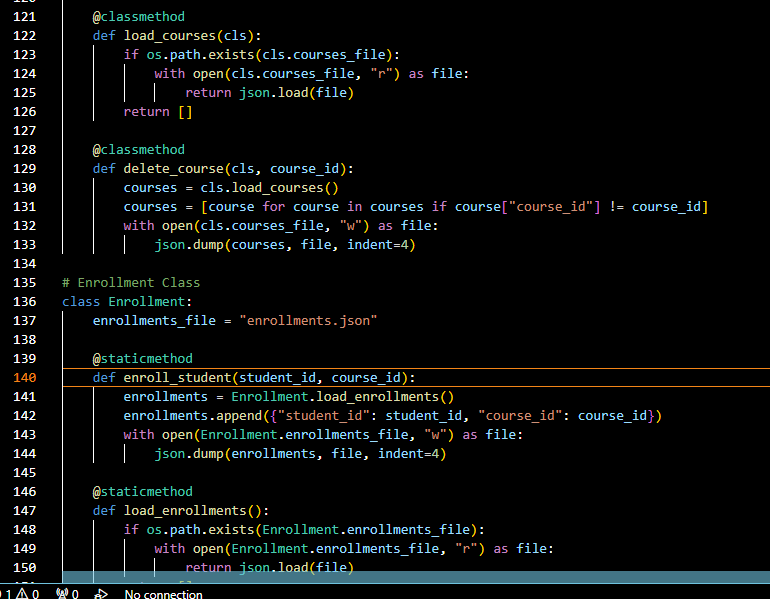 121     @classmethod
122     def load_courses(cls):
123         if os.path.exists(cls.courses_file):
124             with open(cls.courses_file, "r") as file:
125                 return json.load(file)
126         return []
127
128     @classmethod
129     def delete_course(cls, course_id):
130         courses = cls.load_courses()
131         courses = [course for course in courses if course["course_id"] != course_id]
132         with open(cls.courses_file, "w") as file:
133             json.dump(courses, file, indent=4)
134
135 # Enrollment Class
136 class Enrollment:
137     enrollments_file = "enrollments.json"
138
139     @staticmethod
140     def enroll_student(student_id, course_id):
141         enrollments = Enrollment.load_enrollments()
142         enrollments.append({"student_id": student_id, "course_id": course_id})
143         with open(Enrollment.enrollments_file, "w") as file:
144             json.dump(enrollments, file, indent=4)
145
146     @staticmethod
147     def load_enrollments():
148         if os.path.exists(Enrollment.enrollments_file):
149             with open(Enrollment.enrollments_file, "r") as file:
150                 return json.load(file)
1 0 0 No connection